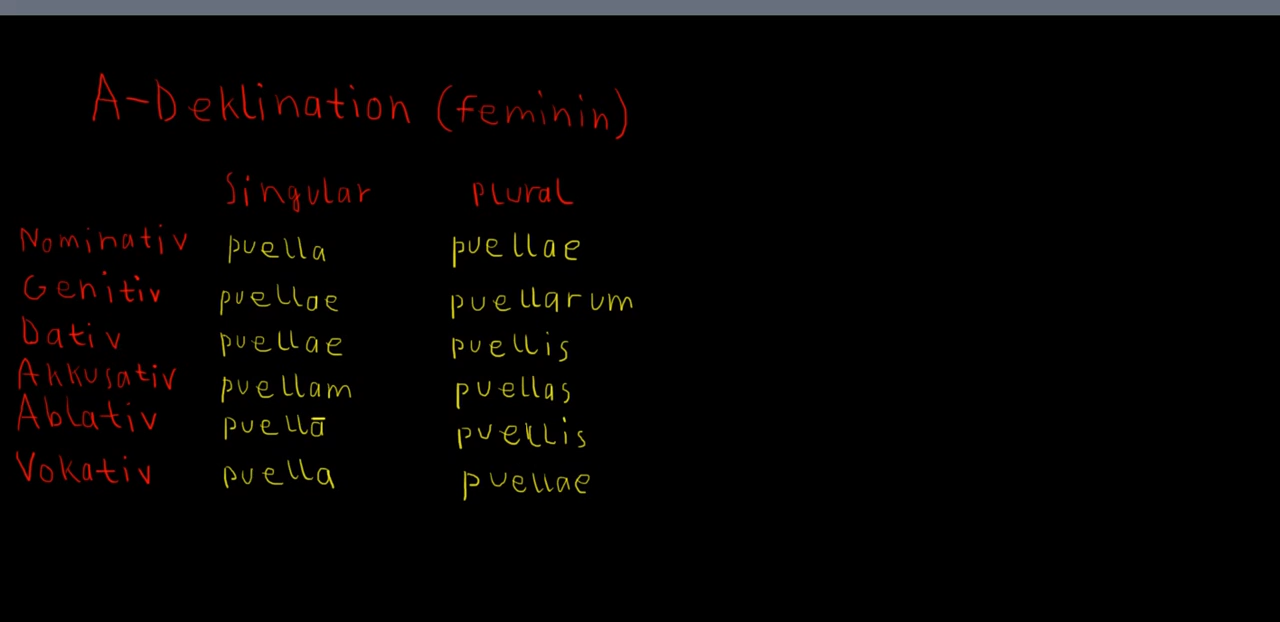 A-Deklination (feminin)
Singular Plural
Nominativ puella puellae
Genitiv puellae puellarum
Dativ puellae puellis
Akkusativ puellam puellas
Ablativ puellā puellis
Vokativ puella puellae